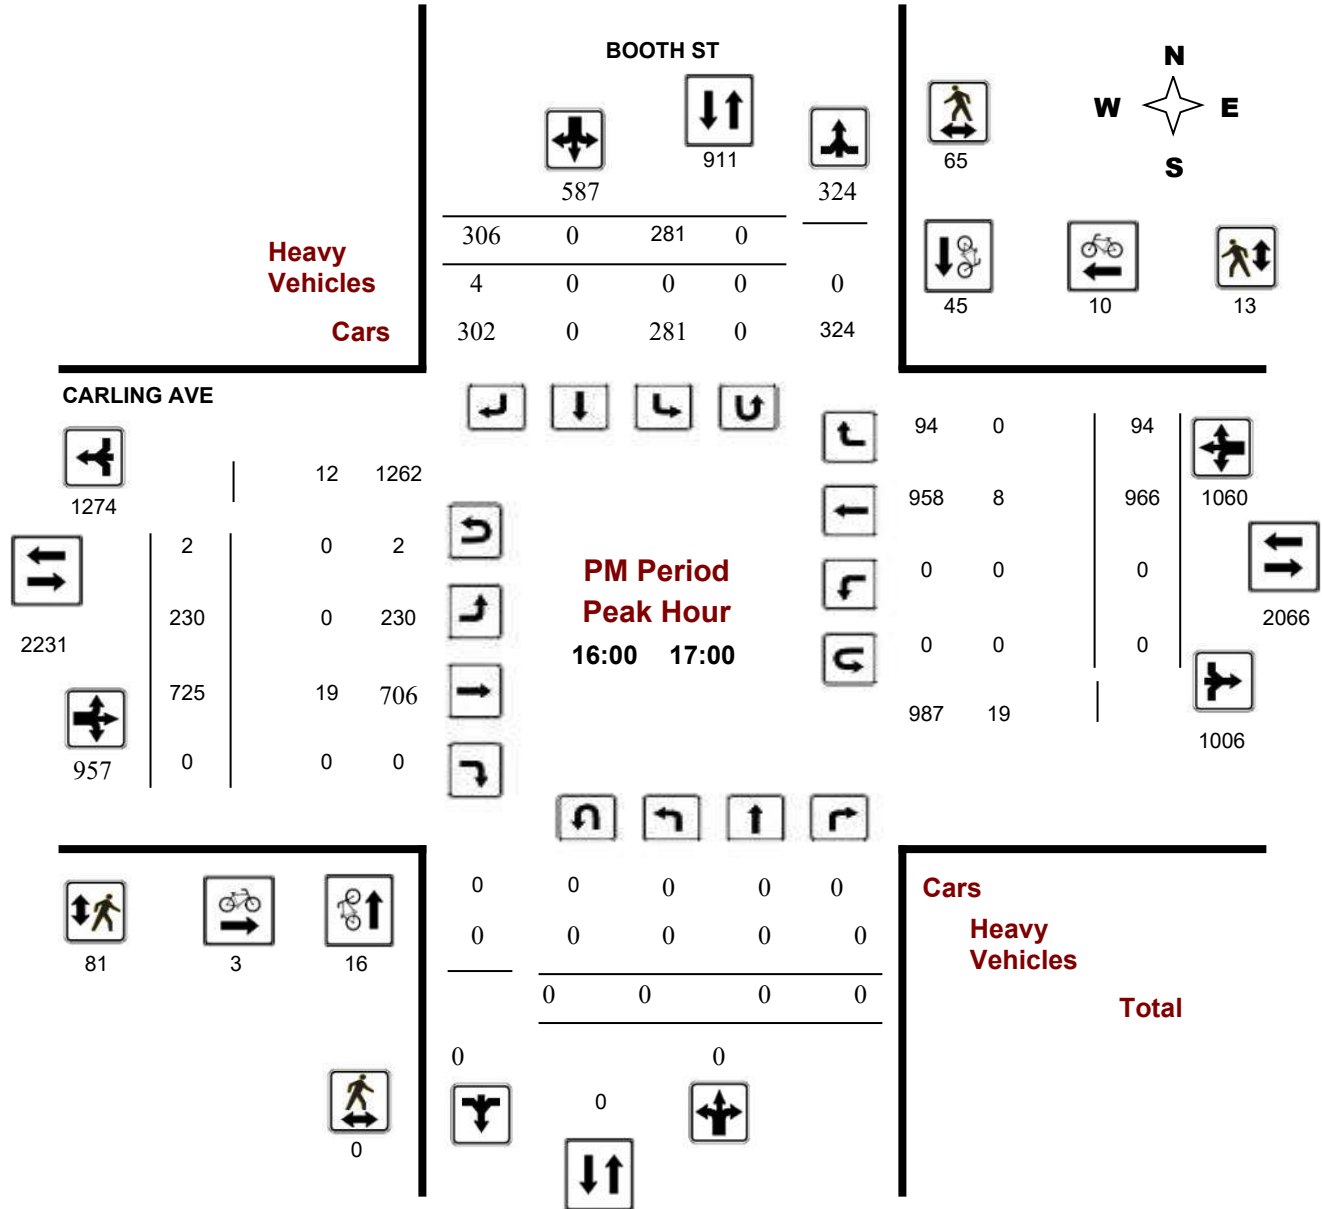 BOOTH ST
N
W E
S
911
65
587
324
306 0 281 0
Heavy
Vehicles
4 0 0 0 0
45 10 13
Cars
302 0 281 0 324
CARLING AVE
94 0 94
12 1262
1274
958 8 966 1060
2 0 2
PM Period
0 0 0
Peak Hour
230 0 230
2066
2231
16:00 17:00
0 0 0
725 19 706
987 19
1006
957
0 0 0
0 0 0 0 0
Cars
0 0 0 0 0
Heavy
Vehicles
81 3 16
0 0 0 0
Total
0 0
0
0